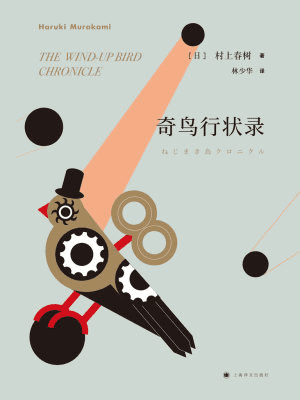 Haruki Murakami
THE WIND-UP BIRD
CHRONICLE
[日] 村上春树 著
林少华 译
奇鸟行状录
ねじまき鳥クロニクル
上海译文出版社